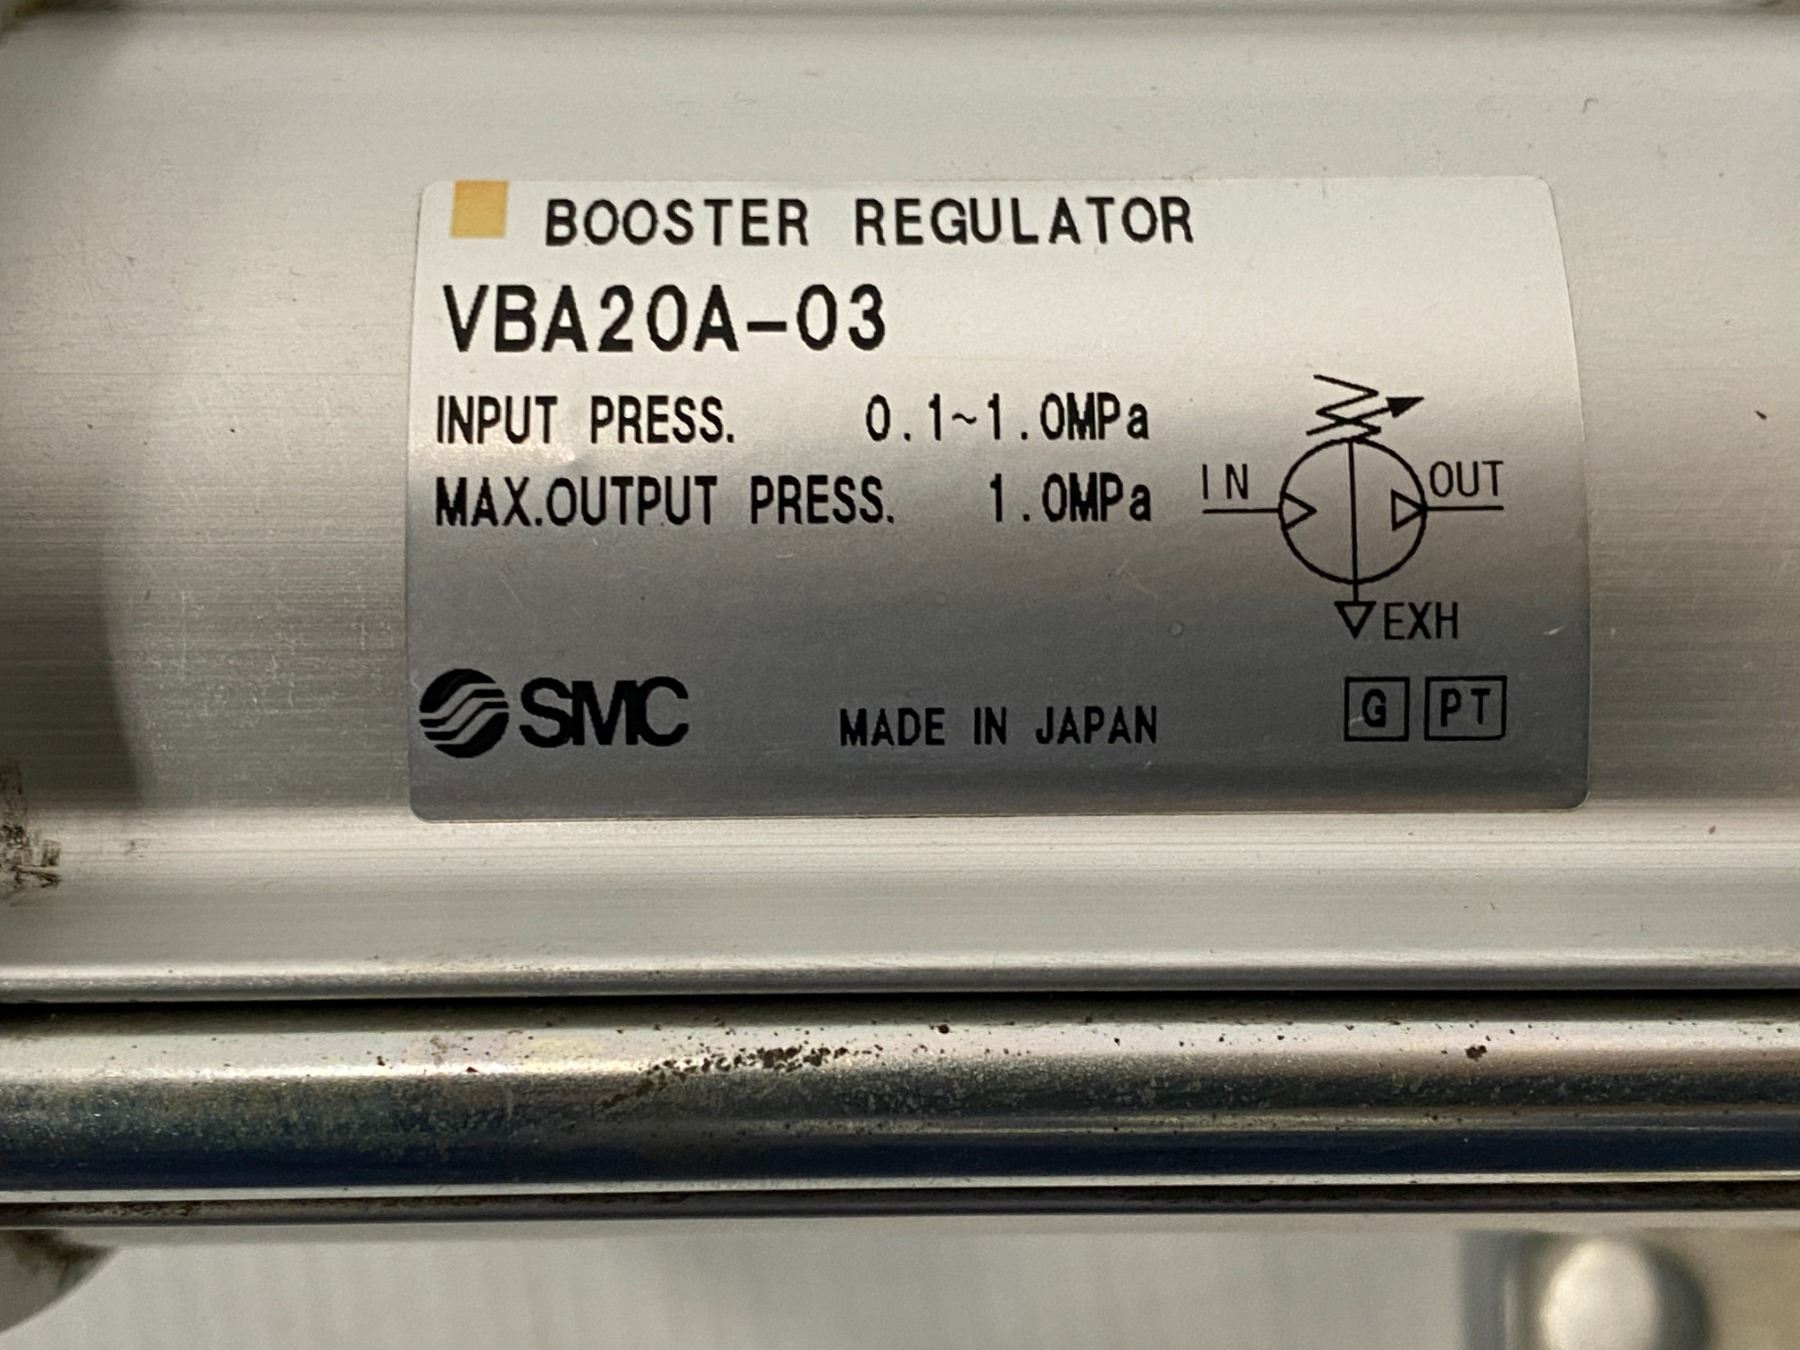 BOOSTER REGULATOR
VBA20A-03
INPUT PRESS. 0.1~1.0MPa
MAX.OUTPUT PRESS. 1.0MPa
IN
OUT
EXH
SMC
MADE IN JAPAN
G PT